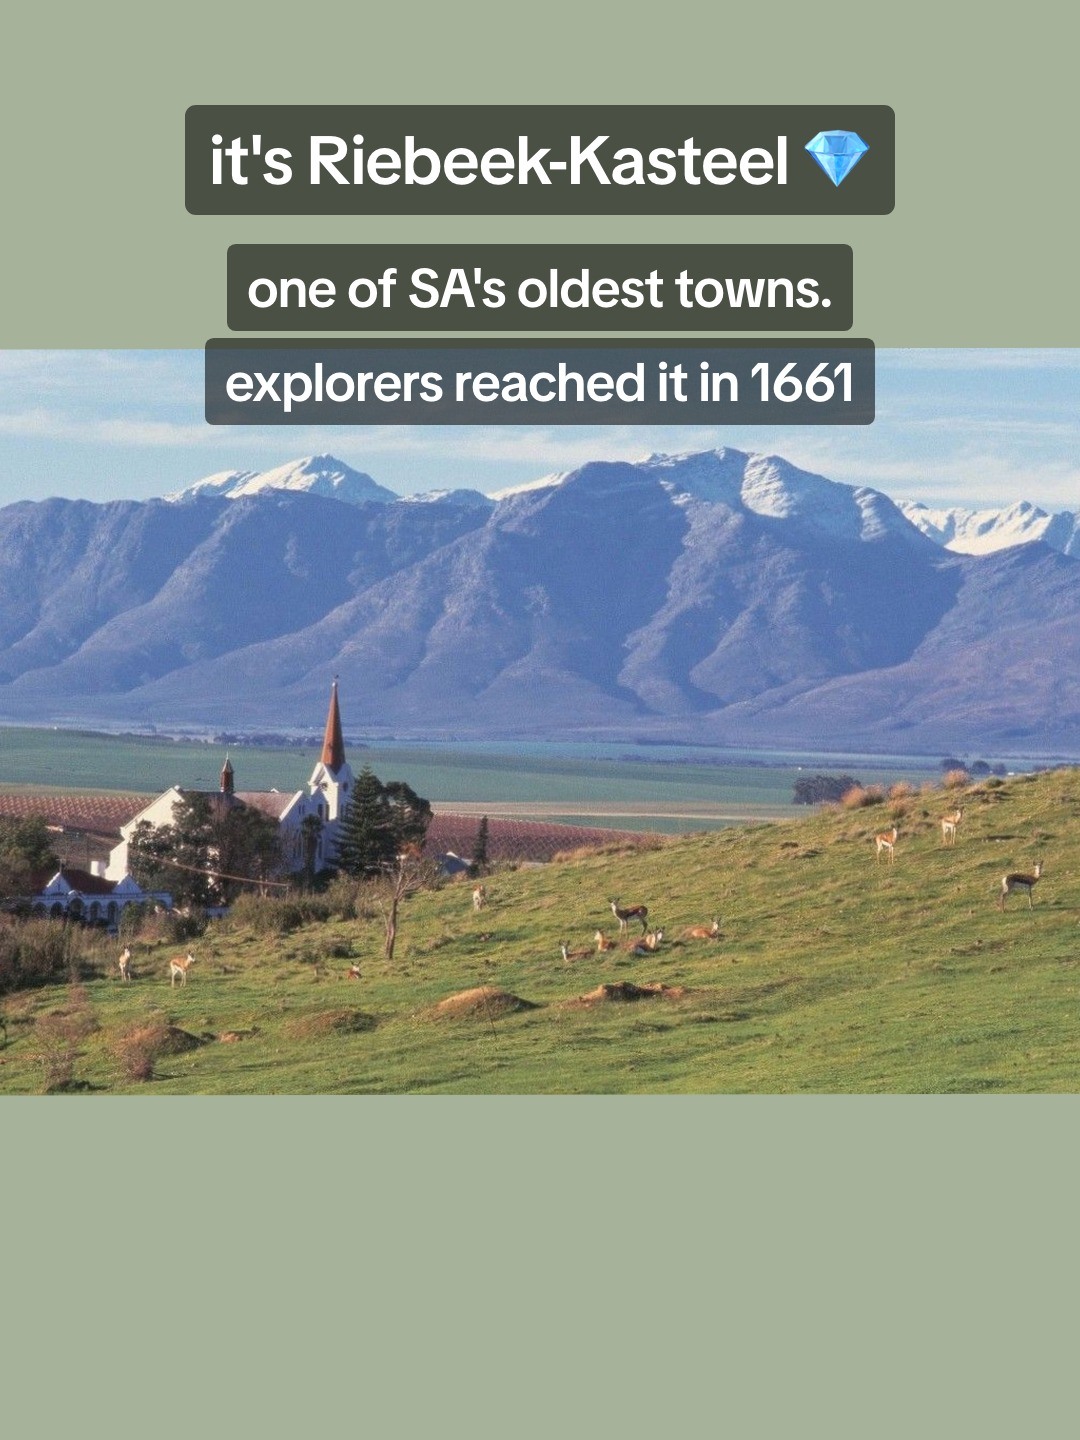 it's Riebeek-Kasteel 💎
one of SA's oldest towns.
explorers reached it in 1661